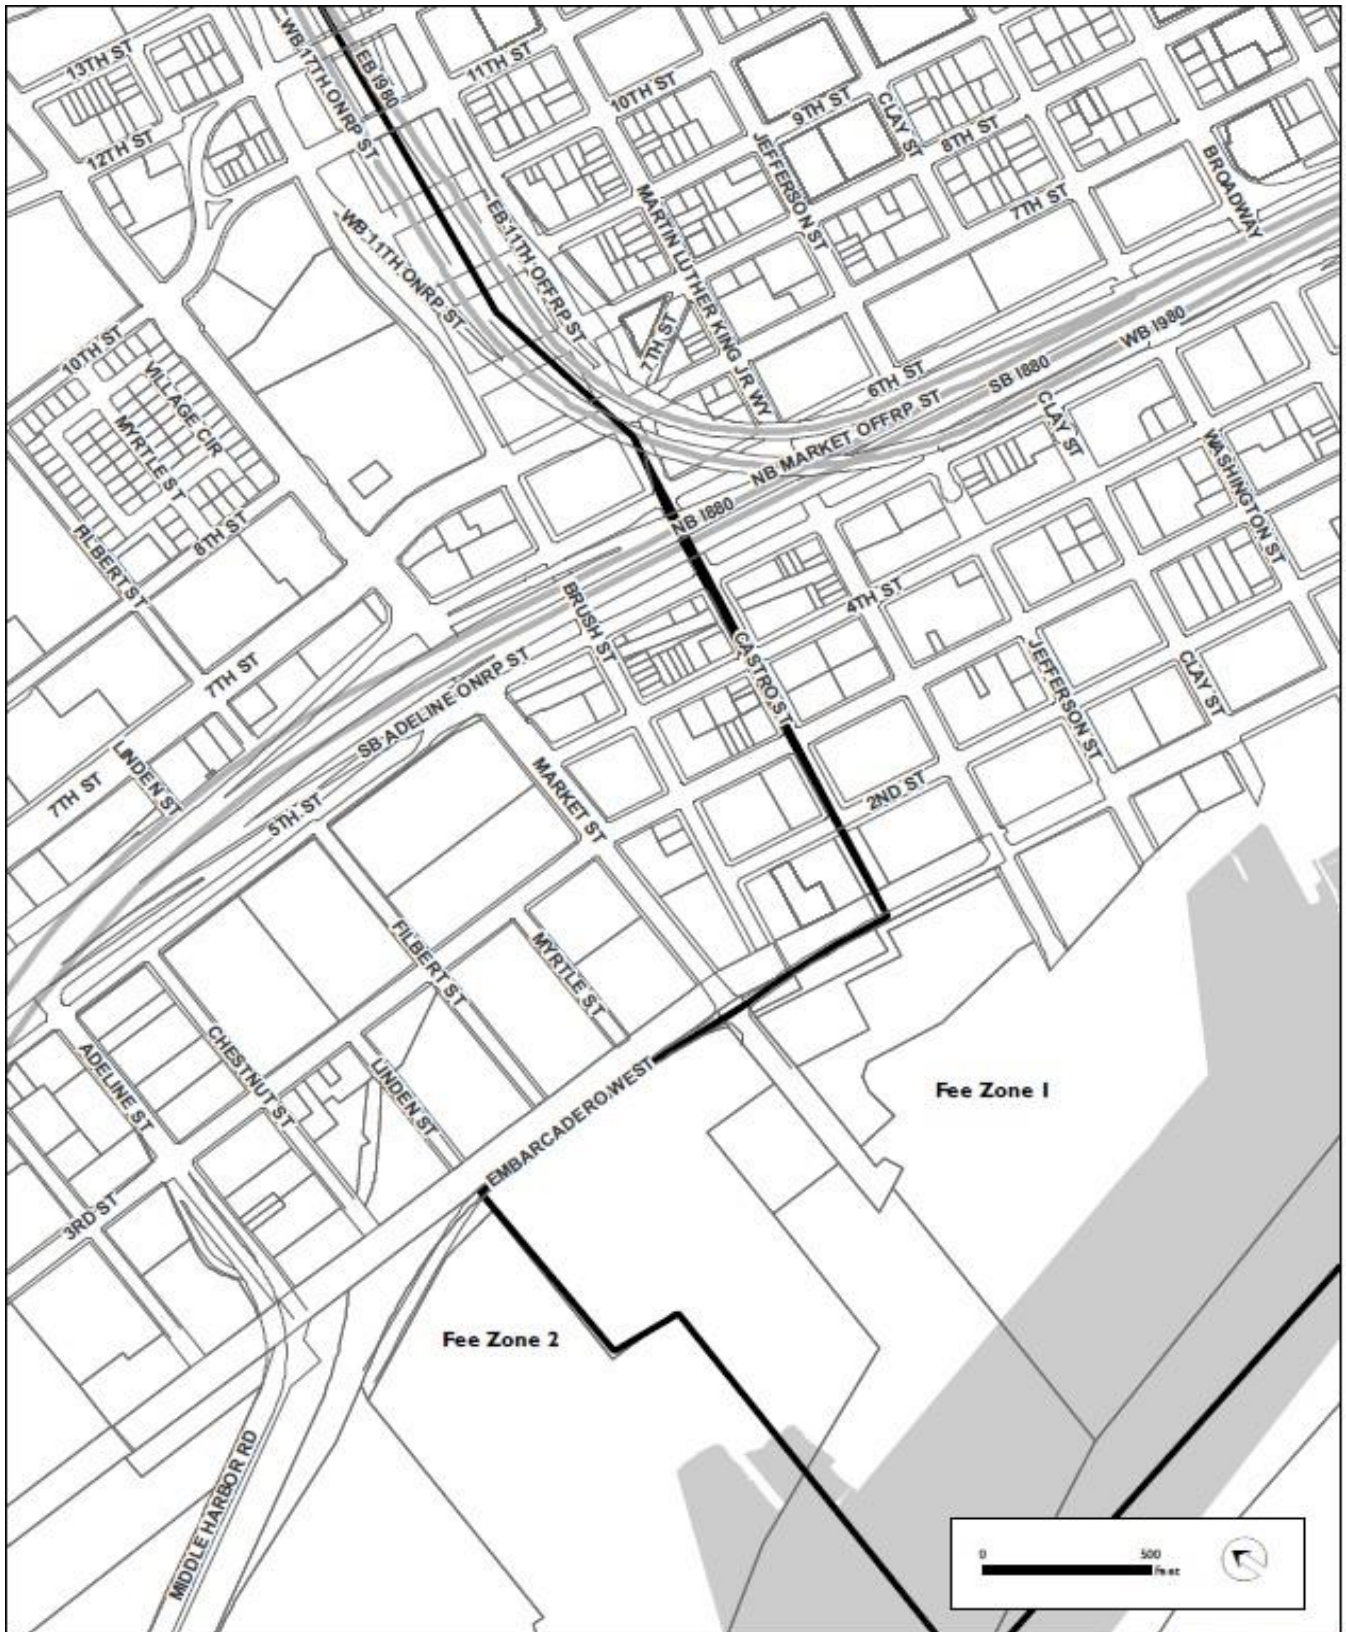 WB 17TH ONRP ST
EB I980
13TH ST
11TH ST
10TH ST
9TH ST
CLAY ST
8TH ST
12TH ST
JEFFERSON ST
BROADWAY
MARTIN LUTHER KING JR WY
7TH ST
EB 11TH OFFRP ST
WB 11TH ONRP ST
7TH ST
WB I980
10TH ST
VILLAGE CIR
6TH ST
SB I880
MYRTLE ST
NB MARKET OFFRP ST
CLAY ST
WASHINGTON ST
NB I880
FILBERT ST
8TH ST
BRUSH ST
4TH ST
CASTRO ST
JEFFERSON ST
CLAY ST
7TH ST
SB ADELINE ONRP ST
LINDEN ST
7TH ST
MARKET ST
5TH ST
2ND ST
FILBERT ST
MYRTLE ST
CHESTNUT ST
ADELINE ST
LINDEN ST
EMBARCADERO WEST
Fee Zone 1
3RD ST
Fee Zone 2
MIDDLE HARBOR RD
0 500
Feet